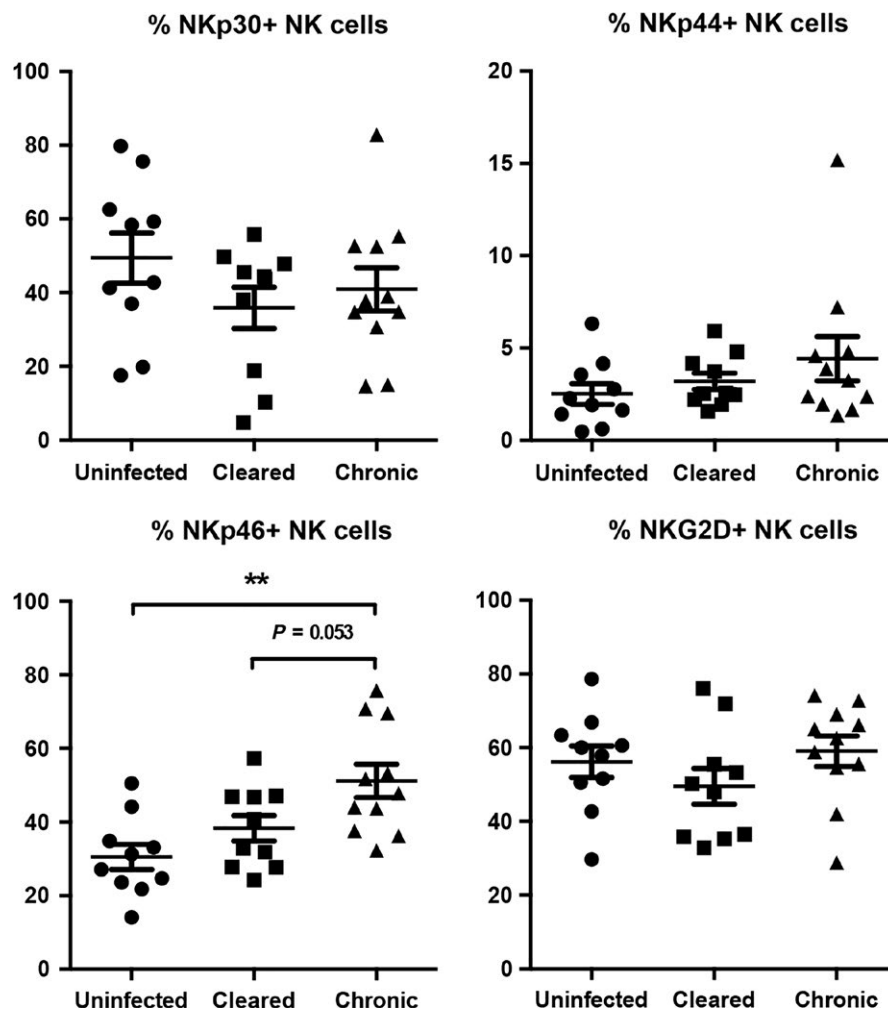 % NKp30+ NK cells
100
80
60
40
20
0
Uninfected Cleared Chronic
% NKp44+ NK cells
20
15
10
5
0
Uninfected Cleared Chronic
% NKp46+ NK cells
**
P = 0.053
100
80
60
40
20
0
Uninfected Cleared Chronic
% NKG2D+ NK cells
100
80
60
40
20
0
Uninfected Cleared Chronic